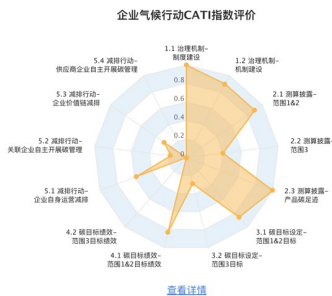 企业气候行动CATI指数评价
1.1 治理机制-
制度建设
1.2 治理机制-
机制建设
2.1 测算披露-
范围1&2
2.2 测算披露-
范围3
2.3 测算披露-
产品碳足迹
3.1 碳目标设定-
范围1&2目标
3.2 碳目标设定-
范围3目标
4.1 碳目标绩效-
范围1&2目标绩效
4.2 碳目标绩效-
范围3目标绩效
5.1 减排行动-
企业自身运营减排
5.2 减排行动-
关联企业自主开展碳管理
5.3 减排行动-
企业价值链减排
5.4 减排行动-
供应商企业自主开展碳管理
0.8
0.6
0.4
0.2
0
查看详情